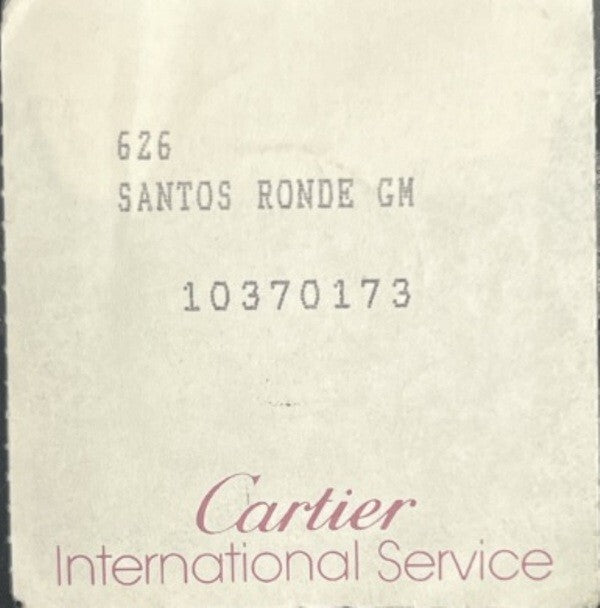 626
SANTOS RONDE GM
10370173
Cartier
International Service